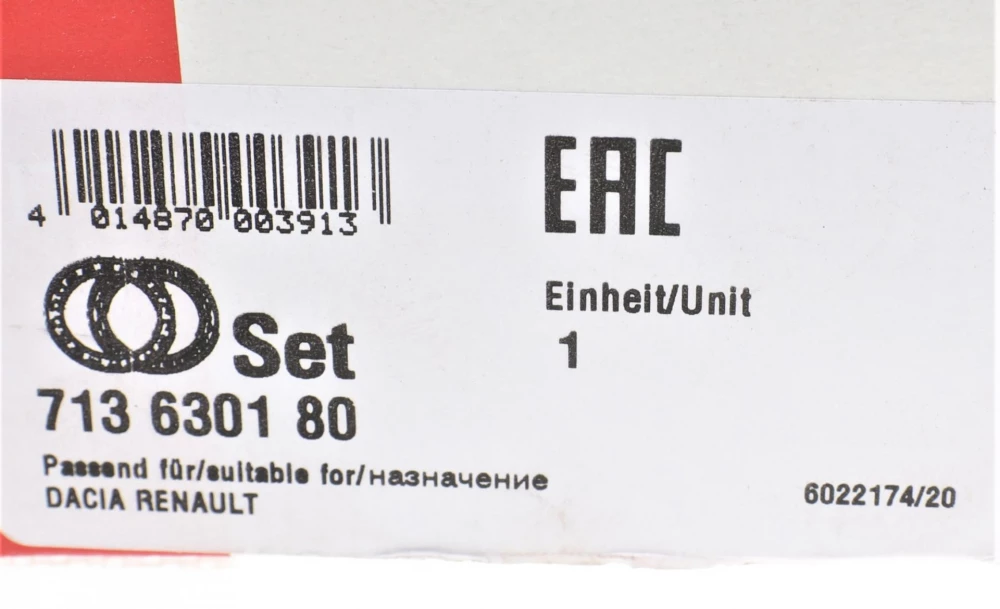 4 014870 003913
EAC
Set
Einheit/Unit
1
713 6301 80
Passend für/suitable for/назначение
DACIA RENAULT
6022174/20